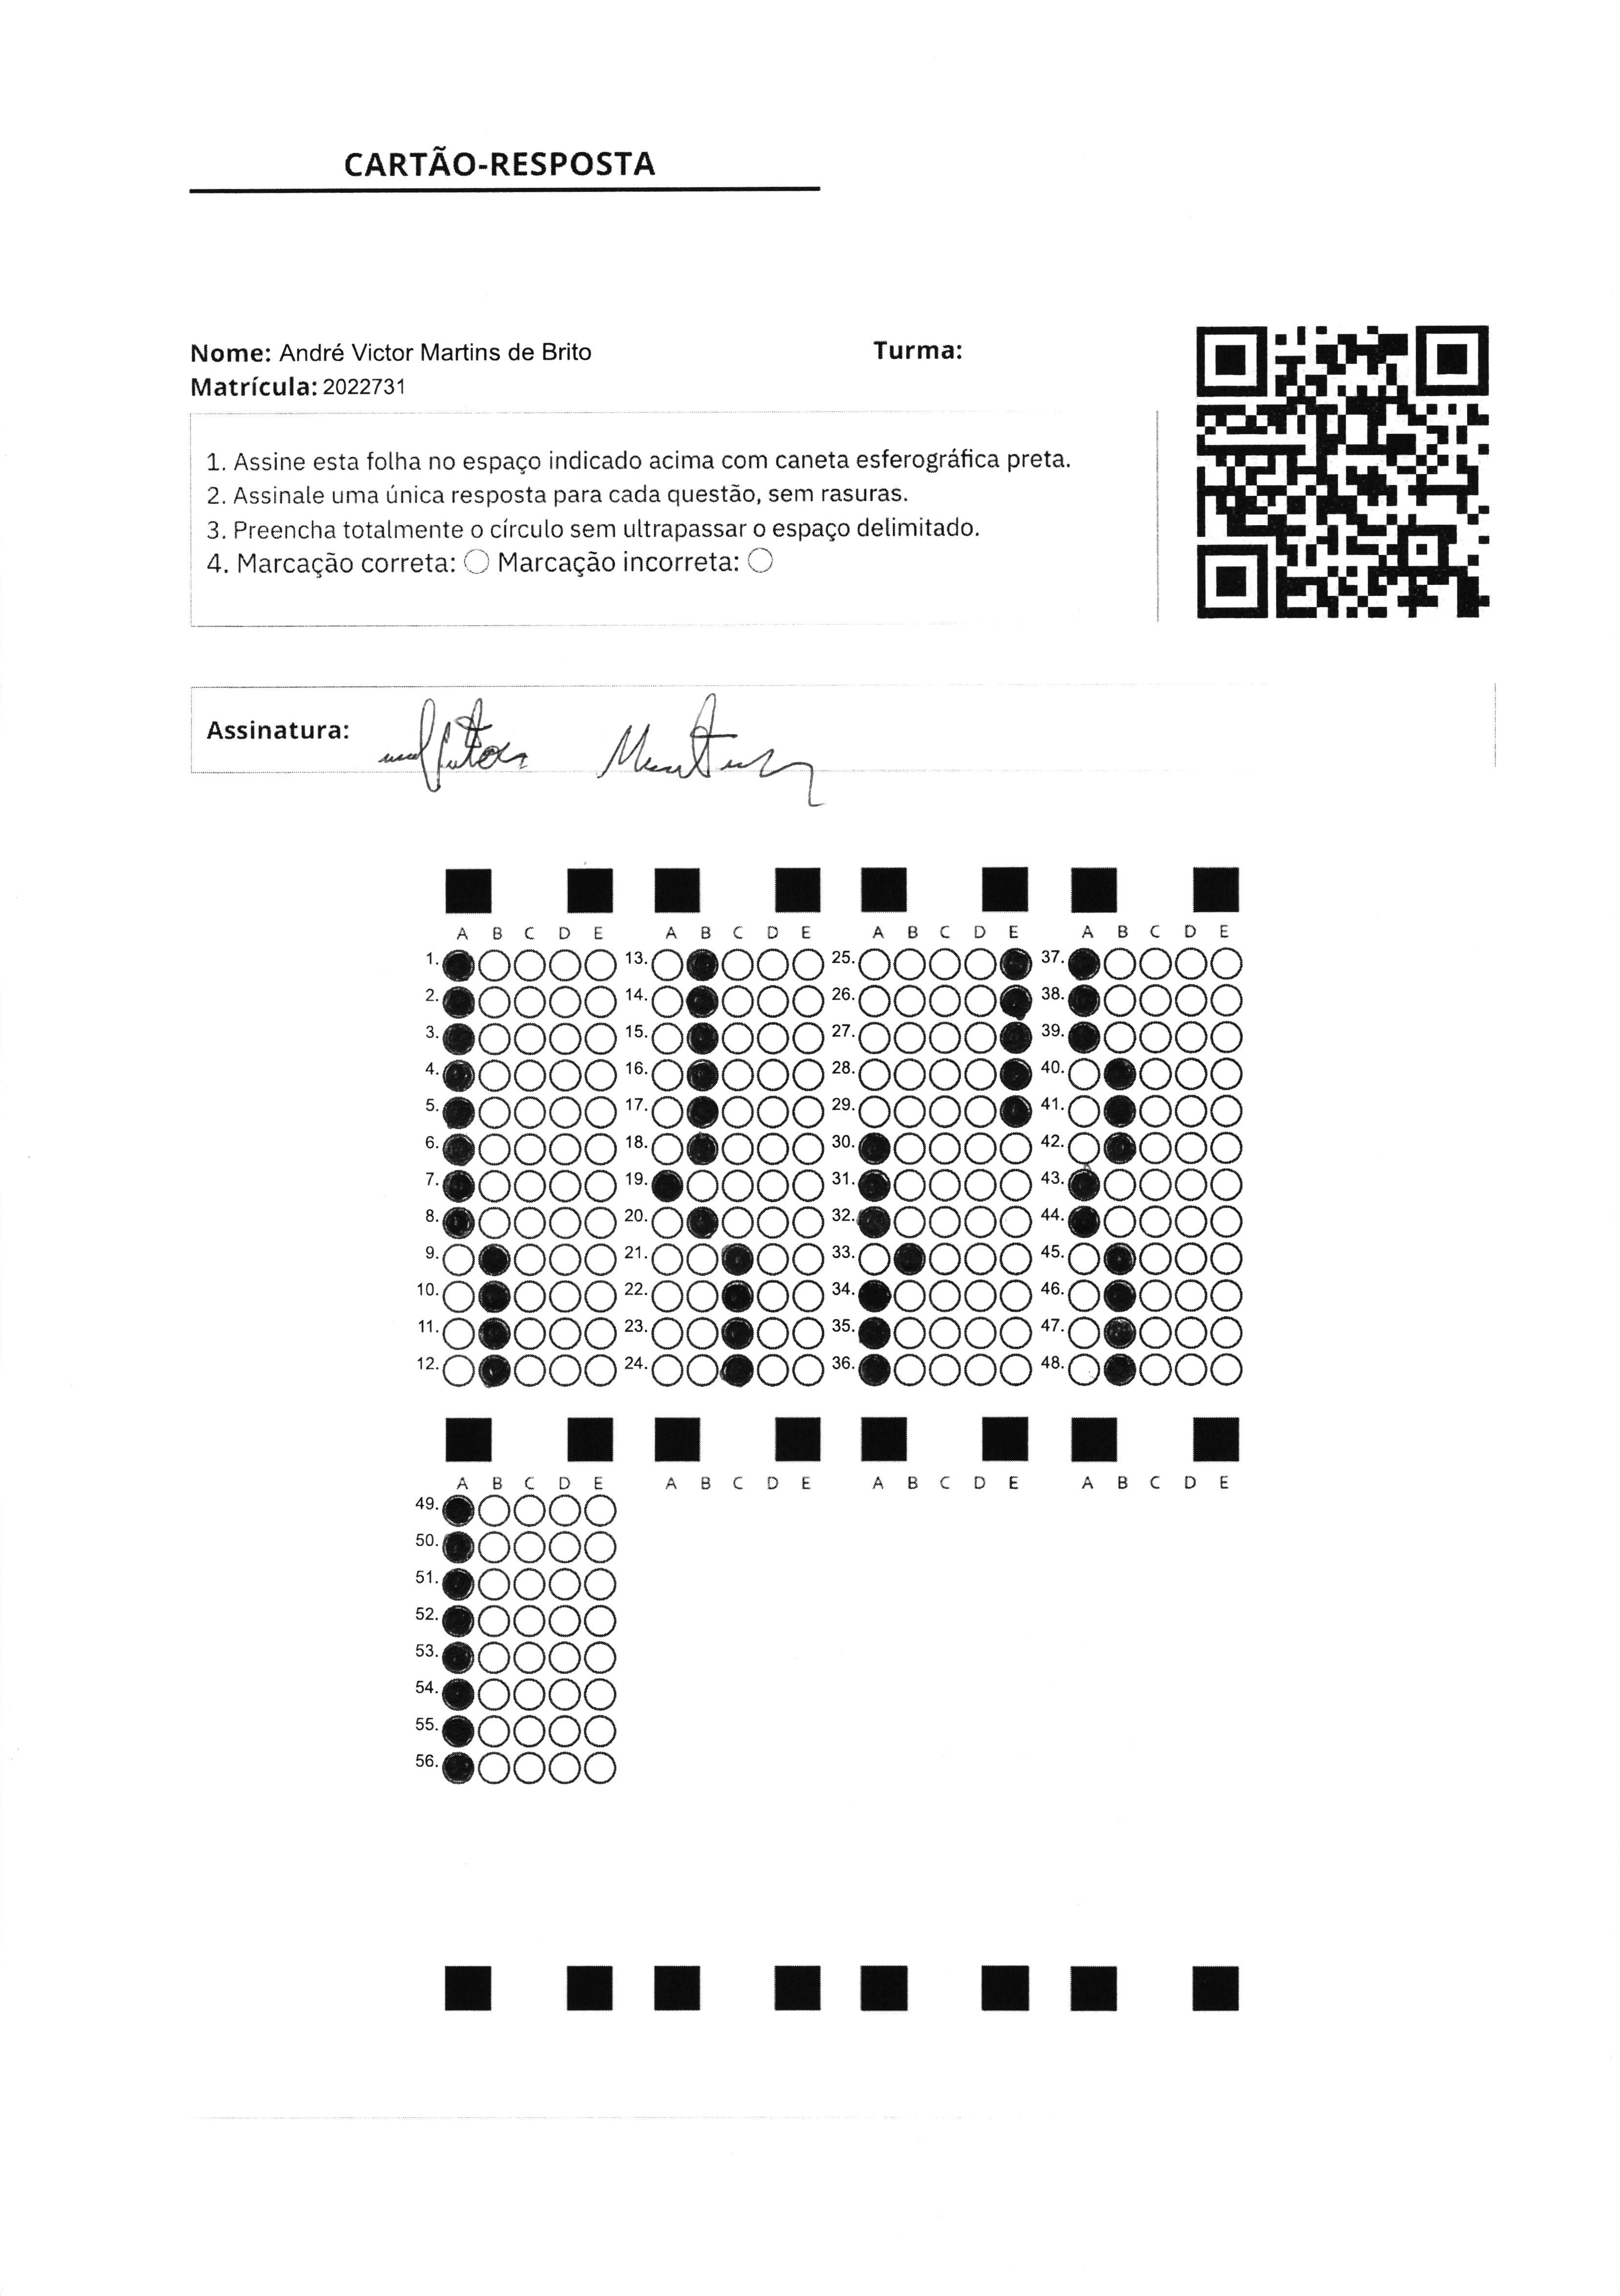 CARTÃO-RESPOSTA
Nome: André Victor Martins de Brito
Turma:
Matrícula: 2022731
1. Assine esta folha no espaço indicado acima com caneta esferográfica preta.
2. Assinale uma única resposta para cada questão, sem rasuras.
3. Preencha totalmente o círculo sem ultrapassar o espaço delimitado.
4. Marcação correta: Marcação incorreta:
Assinatura:
A B C D E A B C D E A B C D E A B C D E
1. 13. 25. 37.
2. 14. 26. 38.
3. 15. 27. 39.
4. 16. 28. 40.
5. 17. 29. 41.
6. 18. 30. 42.
7. 19. 31. 43.
8. 20. 32. 44.
9. 21. 33. 45.
10. 22. 34. 46.
11. 23. 35. 47.
12. 24. 36. 48.
A B C D E A B C D E A B C D E A B C D E
49.
50.
51.
52.
53.
54.
55.
56.